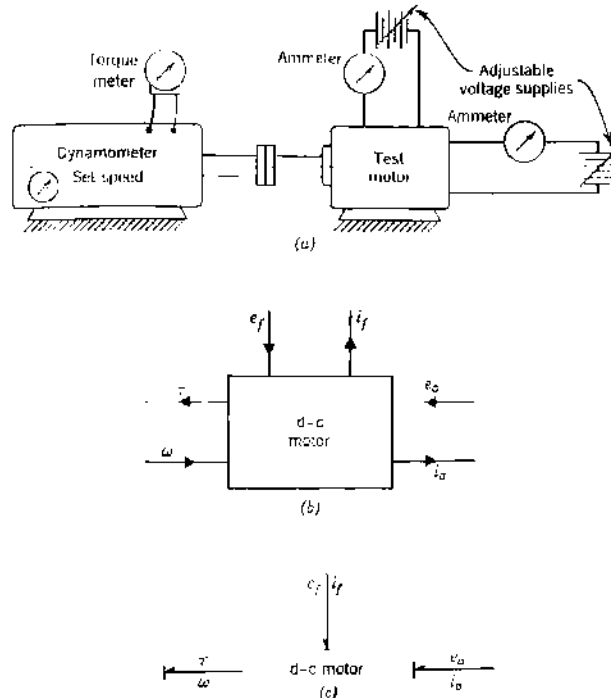 Torque
meter
Ammeter
Adjustable
voltage supplies
Ammeter
Dynamometer
Set speed
Test
motor
(a)
e_f
i_f
τ
e_a
d-c
motor
ω
i_a
(b)
e_f i_f
τ
ω
d-c motor
e_a
i_a
(c)